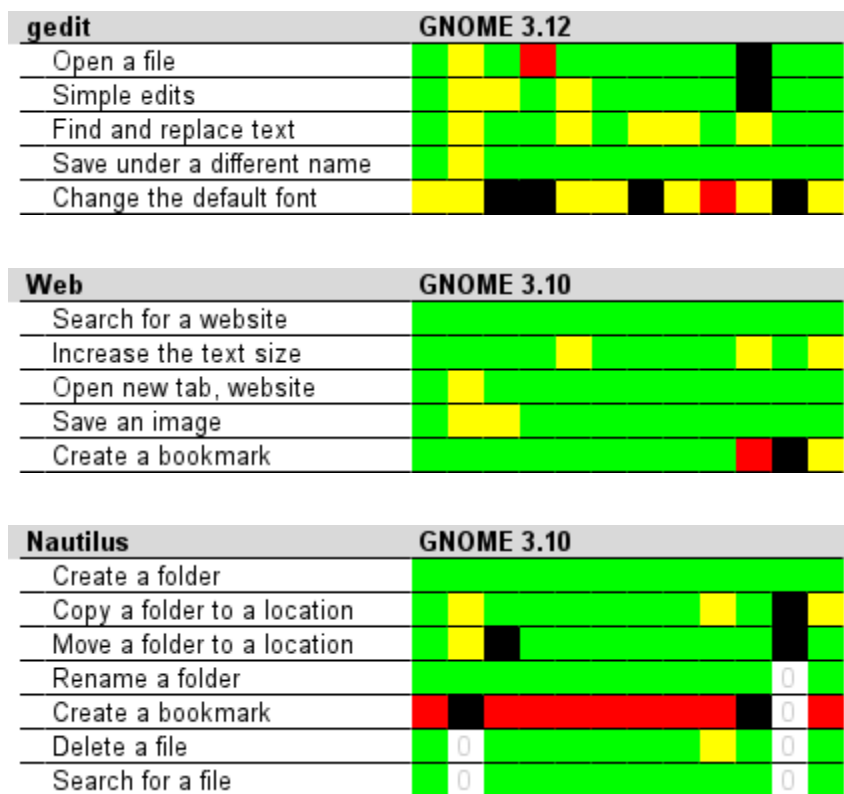 gedit GNOME 3.12
Open a file
Simple edits
Find and replace text
Save under a different name
Change the default font
Web GNOME 3.10
Search for a website
Increase the text size
Open new tab, website
Save an image
Create a bookmark
Nautilus GNOME 3.10
Create a folder
Copy a folder to a location
Move a folder to a location
Rename a folder 0
Create a bookmark 0
Delete a file 0 0
Search for a file 0 0